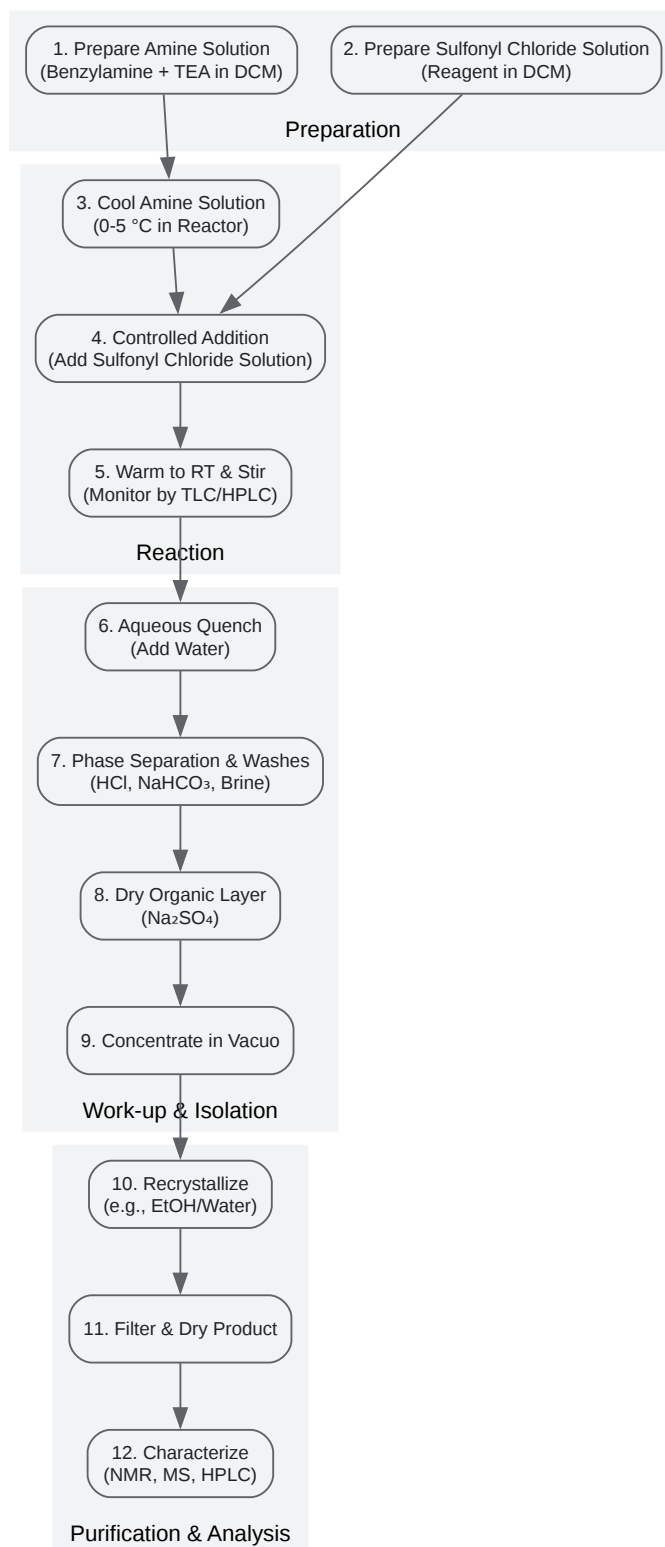 1. Prepare Amine Solution
(Benzylamine + TEA in DCM)
2. Prepare Sulfonyl Chloride Solution
(Reagent in DCM)
Preparation
3. Cool Amine Solution
(0-5 °C in Reactor)
4. Controlled Addition
(Add Sulfonyl Chloride Solution)
5. Warm to RT & Stir
(Monitor by TLC/HPLC)
Reaction
6. Aqueous Quench
(Add Water)
7. Phase Separation & Washes
(HCl, NaHCO₃, Brine)
8. Dry Organic Layer
(Na₂SO₄)
9. Concentrate in Vacuo
Work-up & Isolation
10. Recrystallize
(e.g., EtOH/Water)
11. Filter & Dry Product
12. Characterize
(NMR, MS, HPLC)
Purification & Analysis